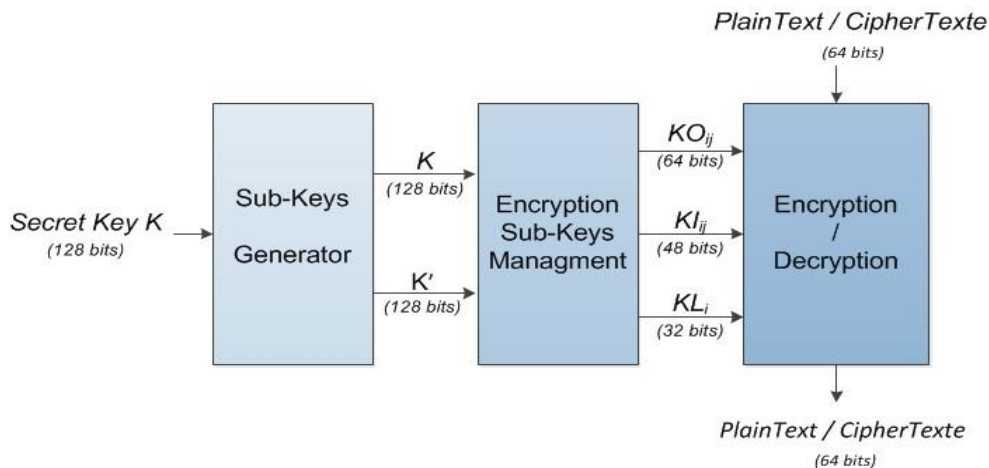 PlainText / CipherTexte
(64 bits)
Secret Key K
(128 bits)
Sub-Keys
Generator
K
(128 bits)
K'
(128 bits)
Encryption
Sub-Keys
Managment
KOij
(64 bits)
KIij
(48 bits)
KLi
(32 bits)
Encryption
/
Decryption
PlainText / CipherTexte
(64 bits)